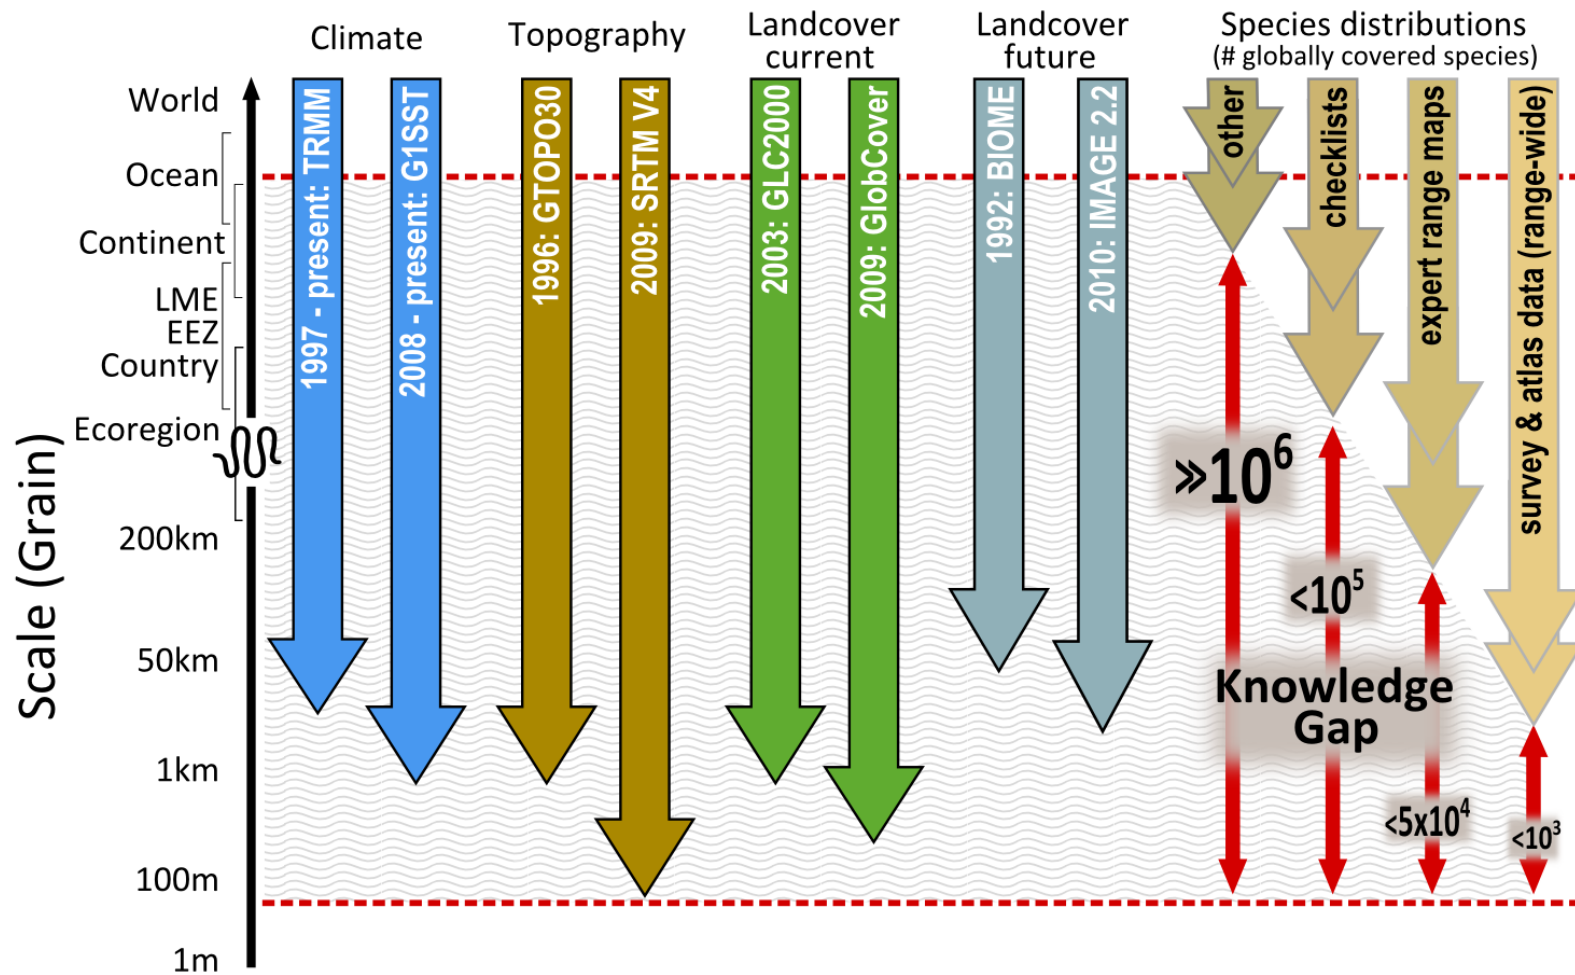 Climate
Topography
Landcover
current
Landcover
future
Species distributions
(# globally covered species)
World
Ocean
Continent
LME
EEZ
Country
Ecoregion
200km
50km
1km
100m
1m
Scale (Grain)
1997 - present: TRMM
2008 - present: G1SST
1996: GTOPO30
2009: SRTM V4
2003: GLC2000
2009: GlobCover
1992: BIOME
2010: IMAGE 2.2
other
checklists
expert range maps
survey & atlas data (range-wide)
»10⁶
<10⁵
Knowledge
Gap
<5x10⁴
<10³